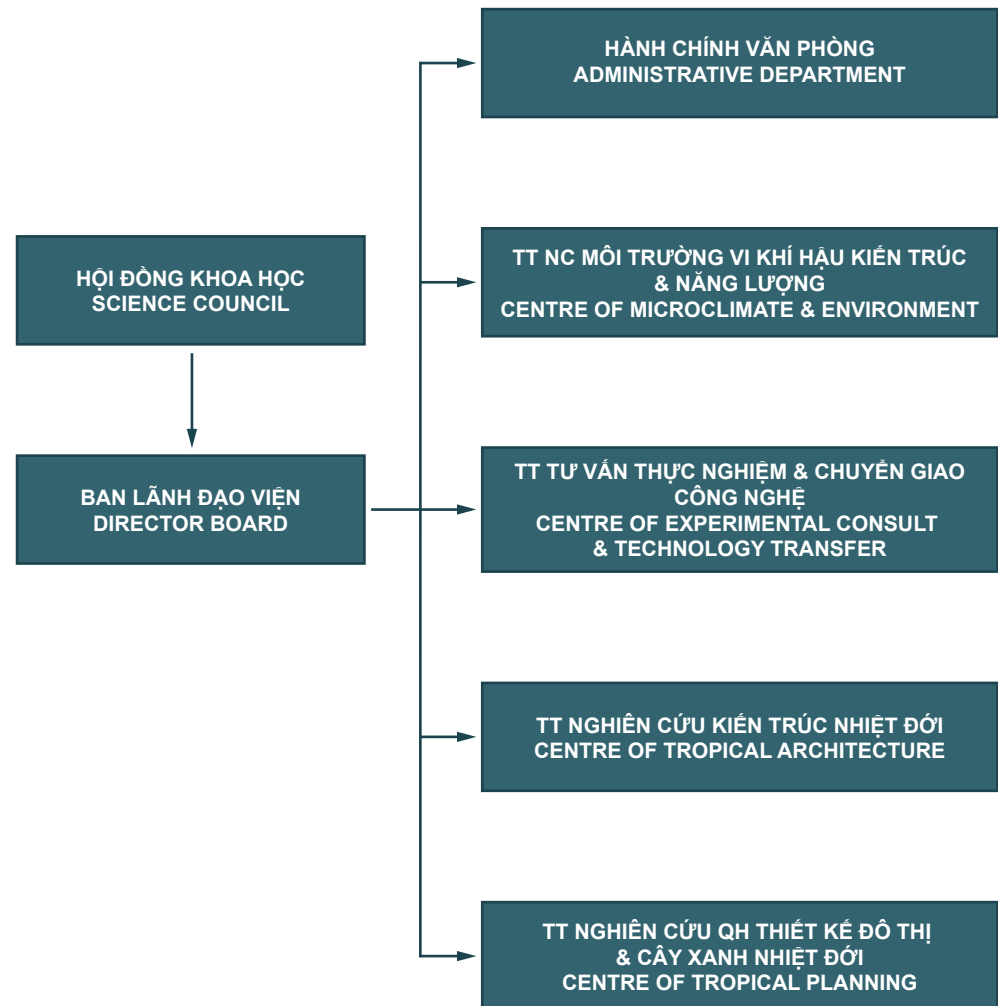 HÀNH CHÍNH VĂN PHÒNG
ADMINISTRATIVE DEPARTMENT
HỘI ĐỒNG KHOA HỌC
SCIENCE COUNCIL
TT NC MÔI TRƯỜNG VI KHÍ HẬU KIẾN TRÚC
& NĂNG LƯỢNG
CENTRE OF MICROCLIMATE & ENVIRONMENT
BAN LÃNH ĐẠO VIỆN
DIRECTOR BOARD
TT TƯ VẤN THỰC NGHIỆM & CHUYỂN GIAO
CÔNG NGHỆ
CENTRE OF EXPERIMENTAL CONSULT
& TECHNOLOGY TRANSFER
TT NGHIÊN CỨU KIẾN TRÚC NHIỆT ĐỚI
CENTRE OF TROPICAL ARCHITECTURE
TT NGHIÊN CỨU QH THIẾT KẾ ĐÔ THỊ
& CÂY XANH NHIỆT ĐỚI
CENTRE OF TROPICAL PLANNING